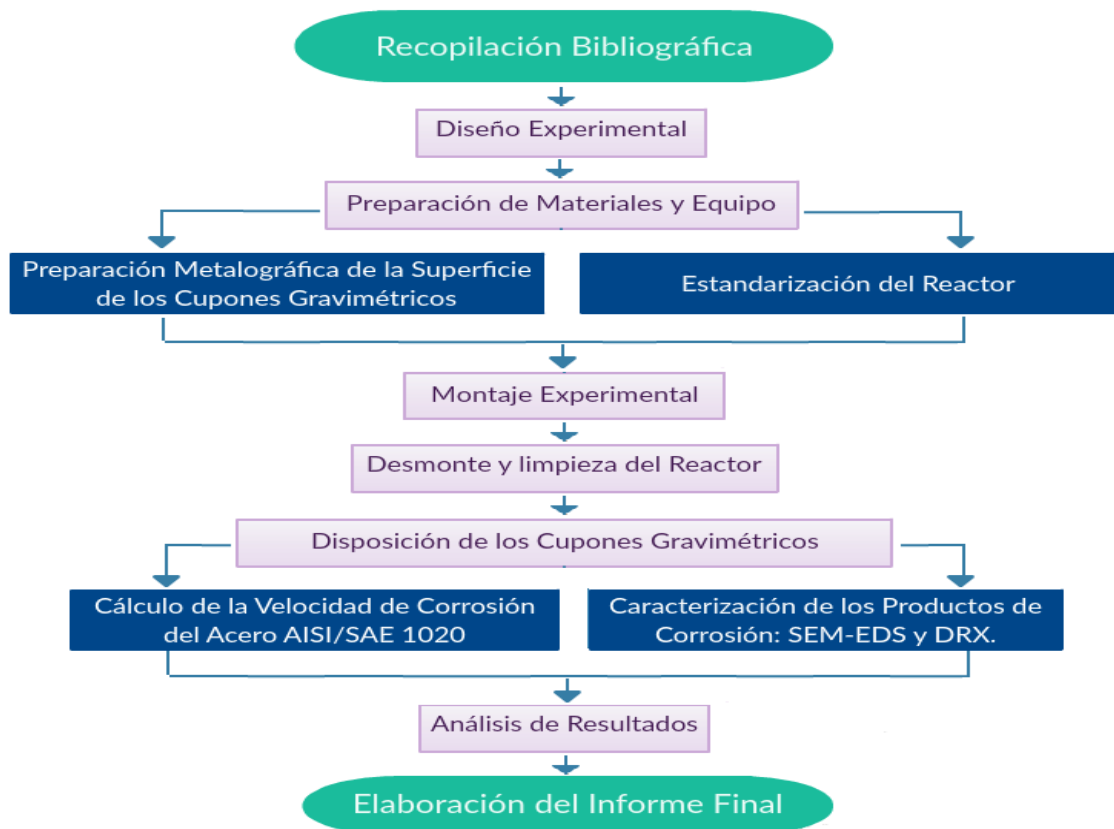 Recopilación Bibliográfica
Diseño Experimental
Preparación de Materiales y Equipo
Preparación Metalográfica de la Superficie
de los Cupones Gravimétricos
Estandarización del Reactor
Montaje Experimental
Desmonte y limpieza del Reactor
Disposición de los Cupones Gravimétricos
Cálculo de la Velocidad de Corrosión
del Acero AISI/SAE 1020
Caracterización de los Productos de
Corrosión: SEM-EDS y DRX.
Análisis de Resultados
Elaboración del Informe Final